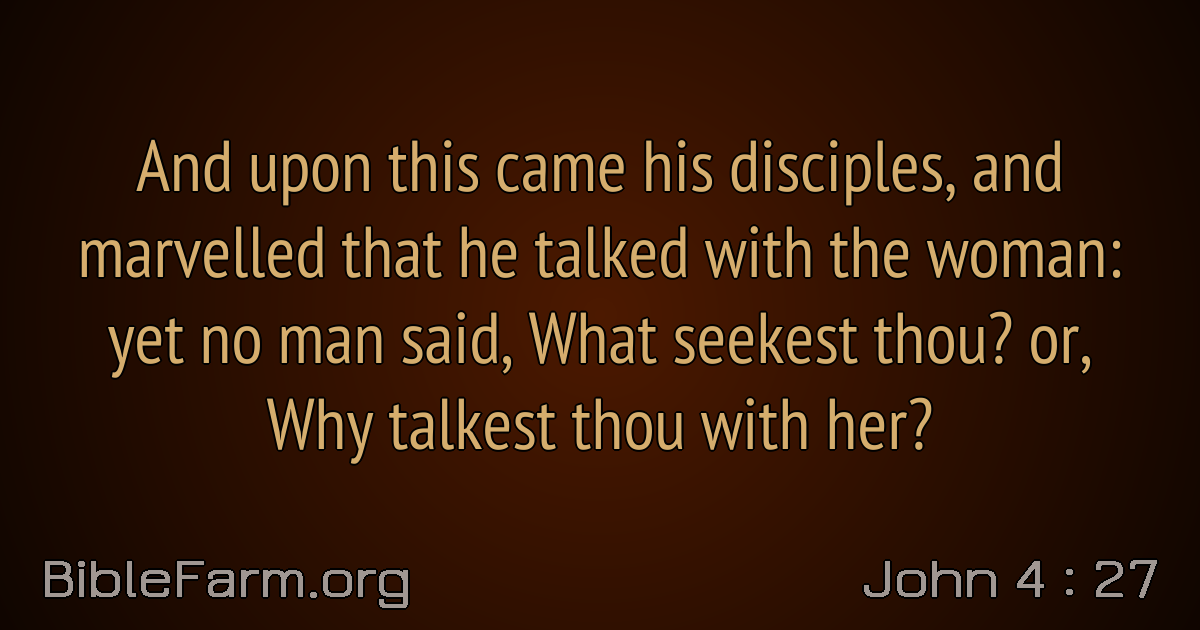 And upon this came his disciples, and
marvelled that he talked with the woman:
yet no man said, What seekest thou? or,
Why talkest thou with her?
BibleFarm.org
John 4 : 27